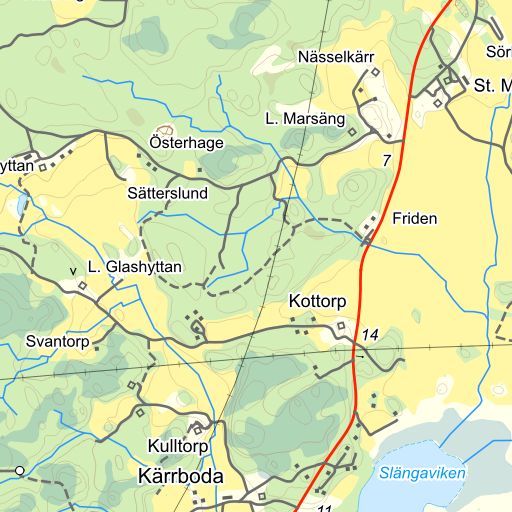 Nässelkärr
Sör
St. M
L. Marsäng
Österhage
7
yttan
Sätterslund
Friden
L. Glashyttan
Kottorp
14
Svantorp
Kulltorp
Kärrboda
Slängaviken
11